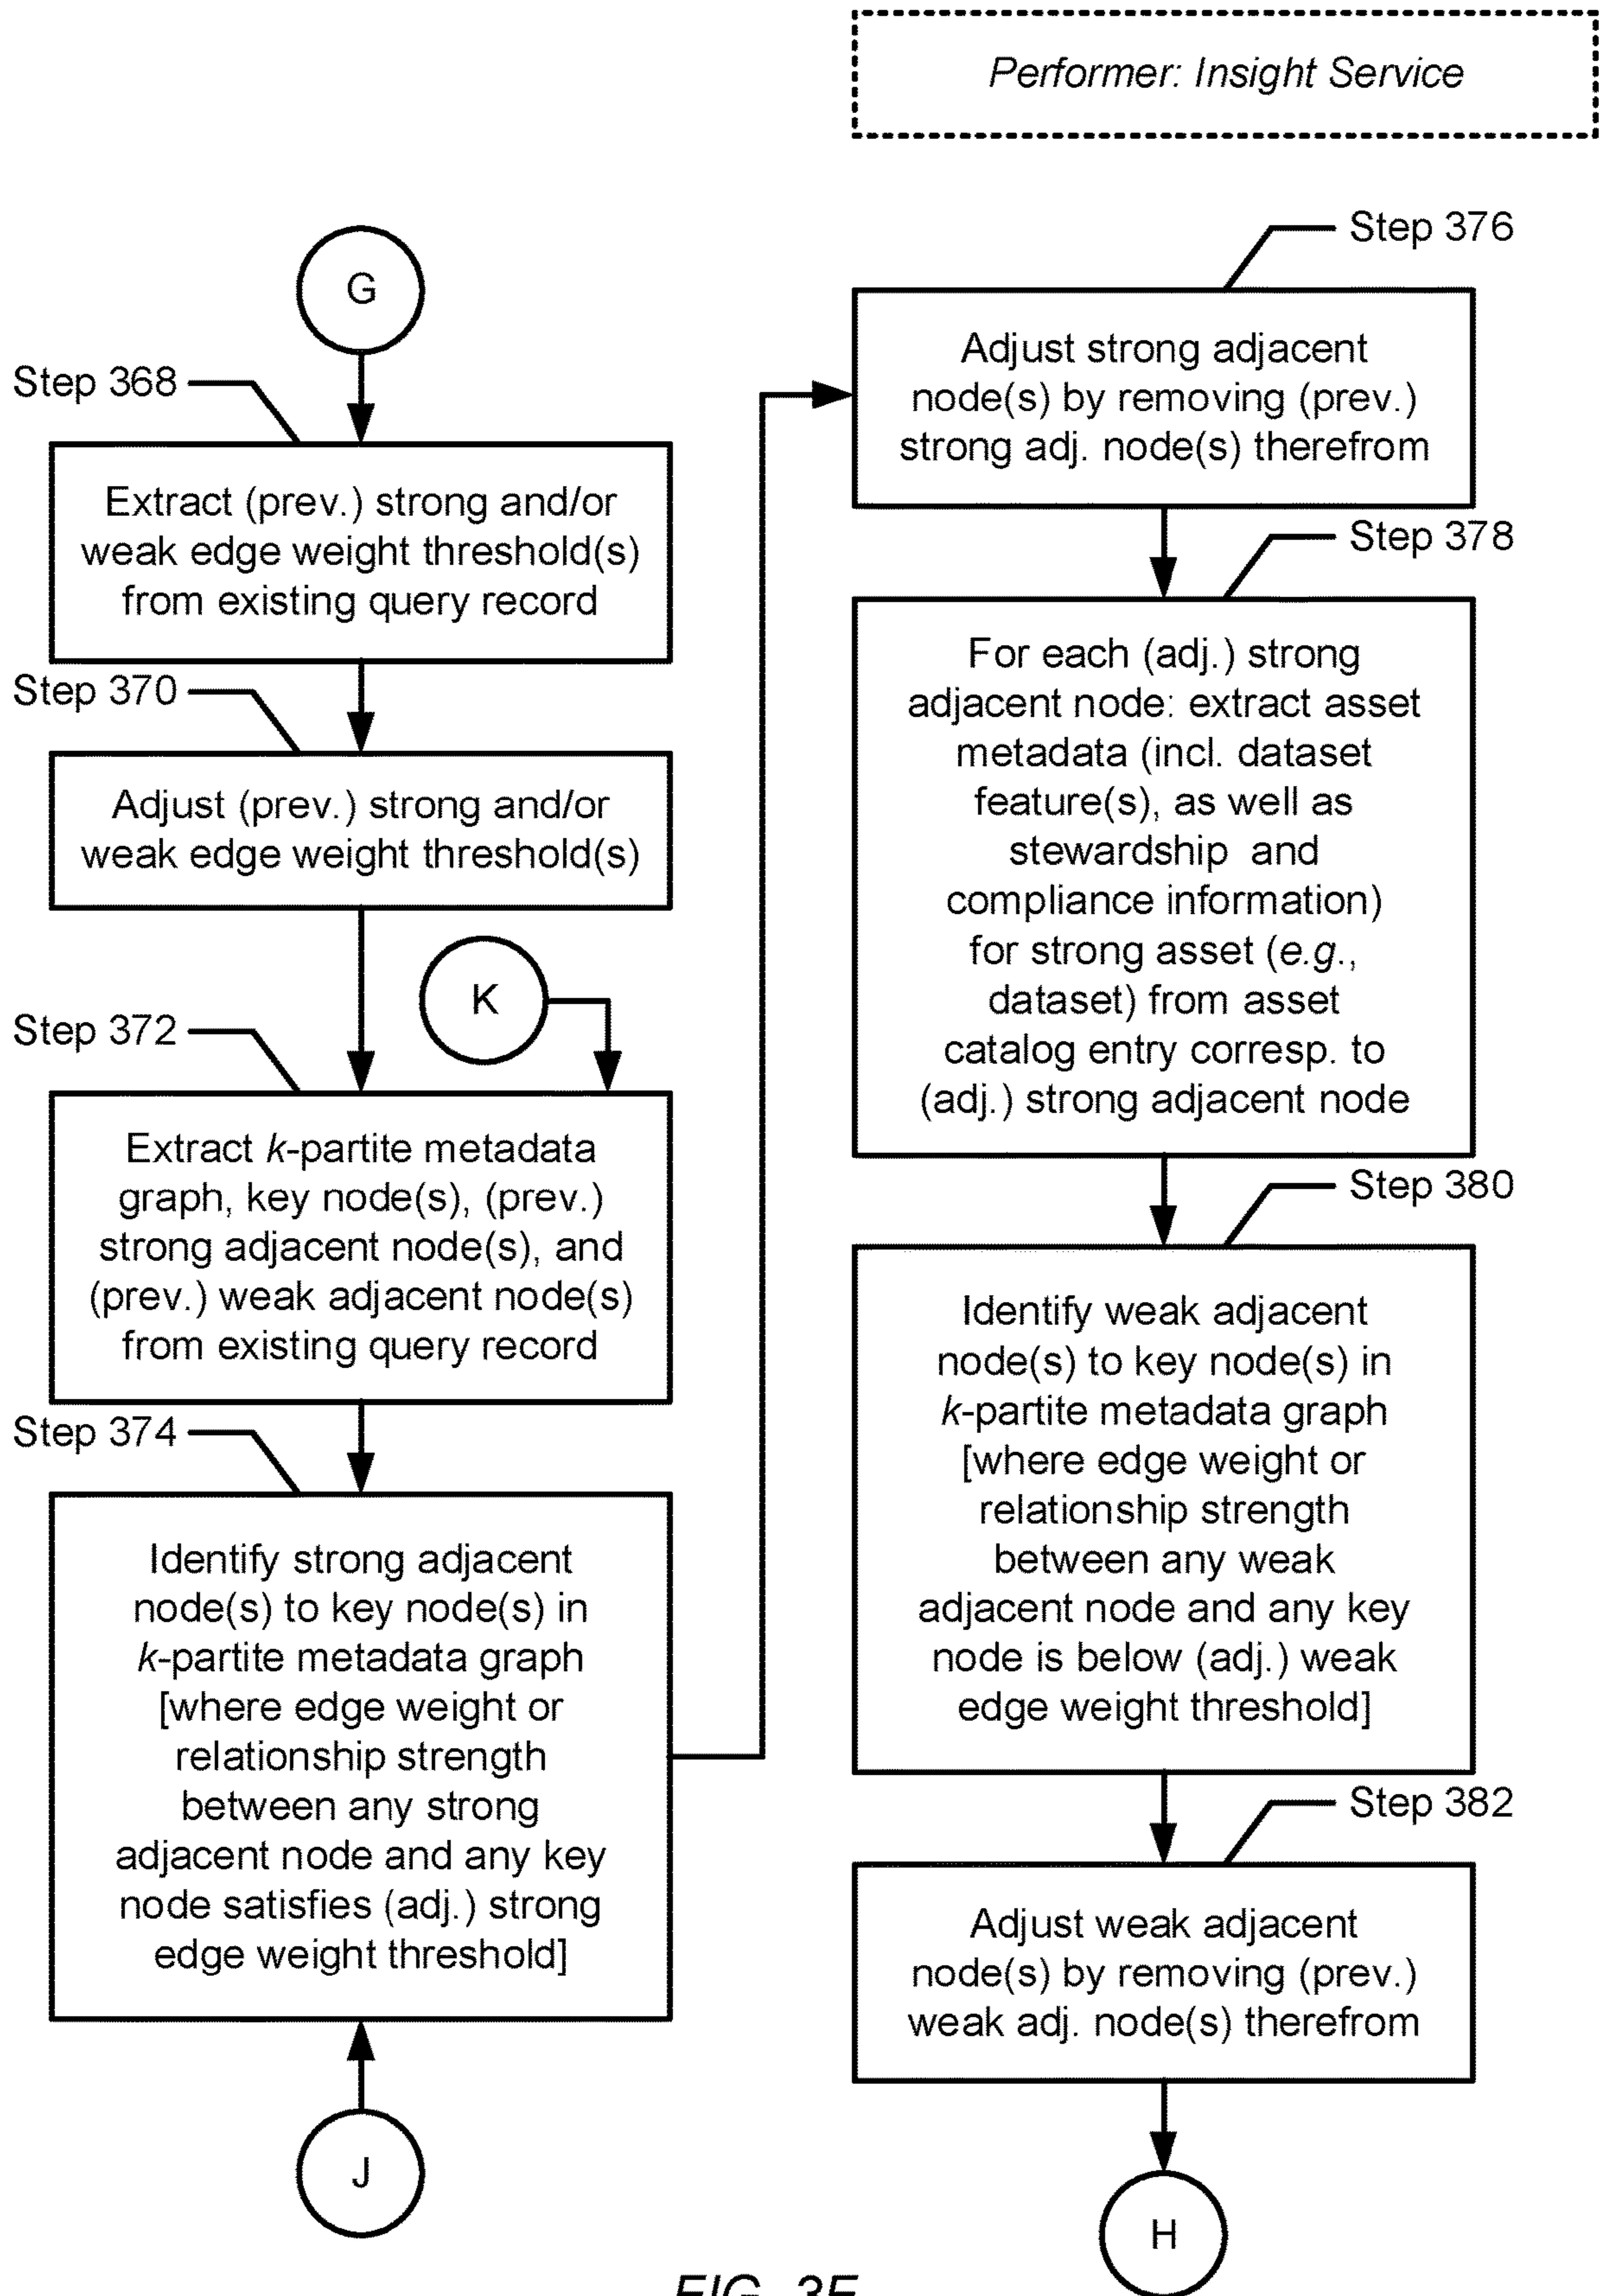 Performer: Insight Service
G
Step 368
Extract (prev.) strong and/or
weak edge weight threshold(s)
from existing query record
Step 370
Adjust (prev.) strong and/or
weak edge weight threshold(s)
K
Step 372
Extract k-partite metadata
graph, key node(s), (prev.)
strong adjacent node(s), and
(prev.) weak adjacent node(s)
from existing query record
Step 374
Identify strong adjacent
node(s) to key node(s) in
k-partite metadata graph
[where edge weight or
relationship strength
between any strong
adjacent node and any key
node satisfies (adj.) strong
edge weight threshold]
J
Step 376
Adjust strong adjacent
node(s) by removing (prev.)
strong adj. node(s) therefrom
Step 378
For each (adj.) strong
adjacent node: extract asset
metadata (incl. dataset
feature(s), as well as
stewardship and
compliance information)
for strong asset (e.g.,
dataset) from asset
catalog entry corresp. to
(adj.) strong adjacent node
Step 380
Identify weak adjacent
node(s) to key node(s) in
k-partite metadata graph
[where edge weight or
relationship strength
between any weak
adjacent node and any key
node is below (adj.) weak
edge weight threshold]
Step 382
Adjust weak adjacent
node(s) by removing (prev.)
weak adj. node(s) therefrom
H
FIG.